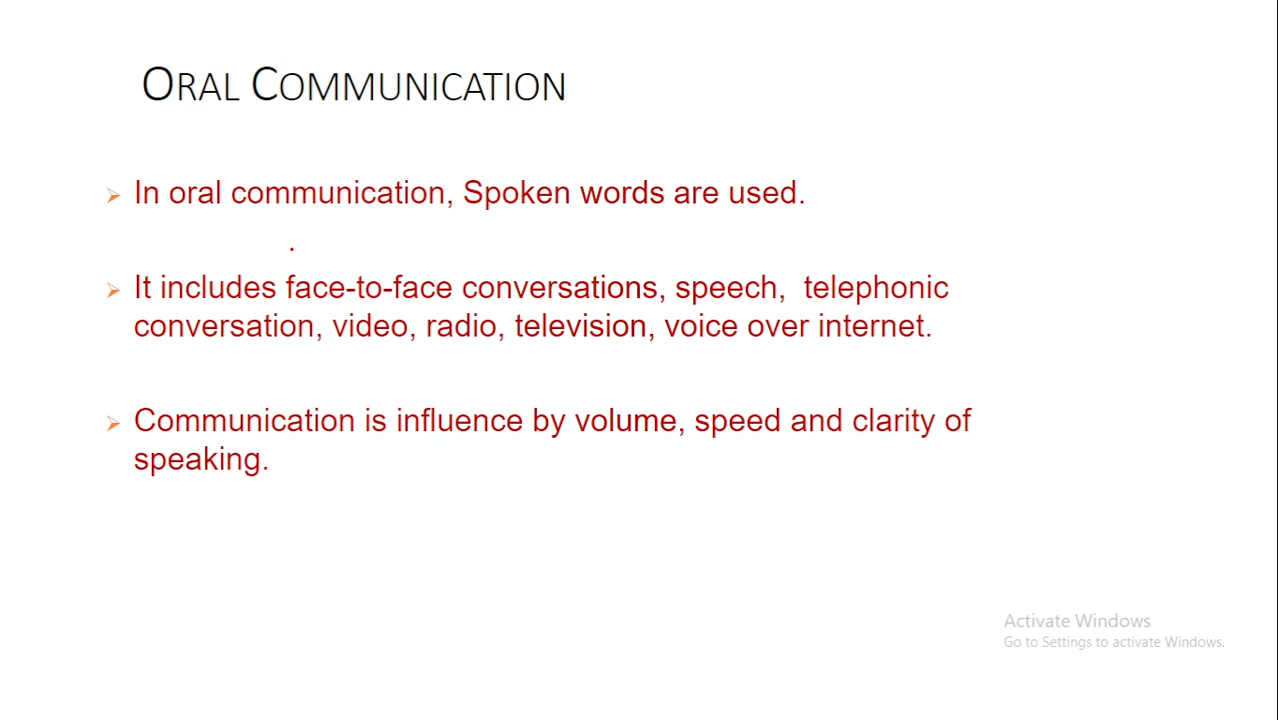 ORAL COMMUNICATION
➢ In oral communication, Spoken words are used.
.
➢ It includes face-to-face conversations, speech,  telephonic
conversation, video, radio, television, voice over internet.
➢ Communication is influence by volume, speed and clarity of
speaking.
Activate Windows
Go to Settings to activate Windows.